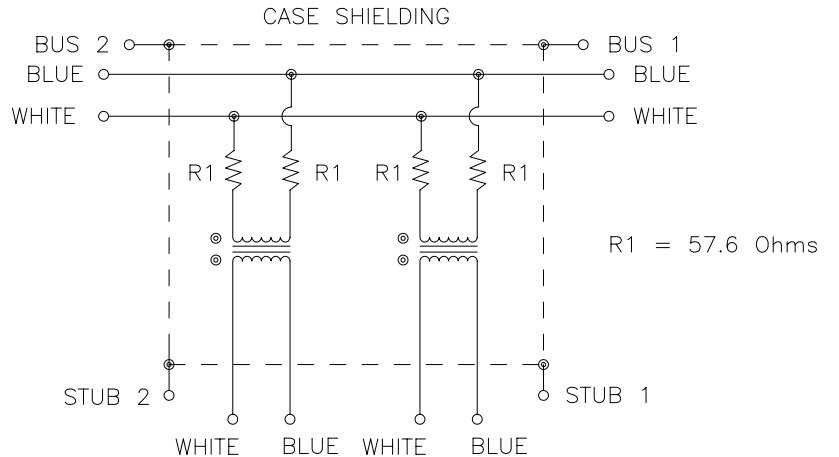 CASE SHIELDING
BUS 2 BUS 1
BLUE BLUE
WHITE WHITE
R1 R1 R1 R1
R1 = 57.6 Ohms
STUB 2 STUB 1
WHITE BLUE WHITE BLUE